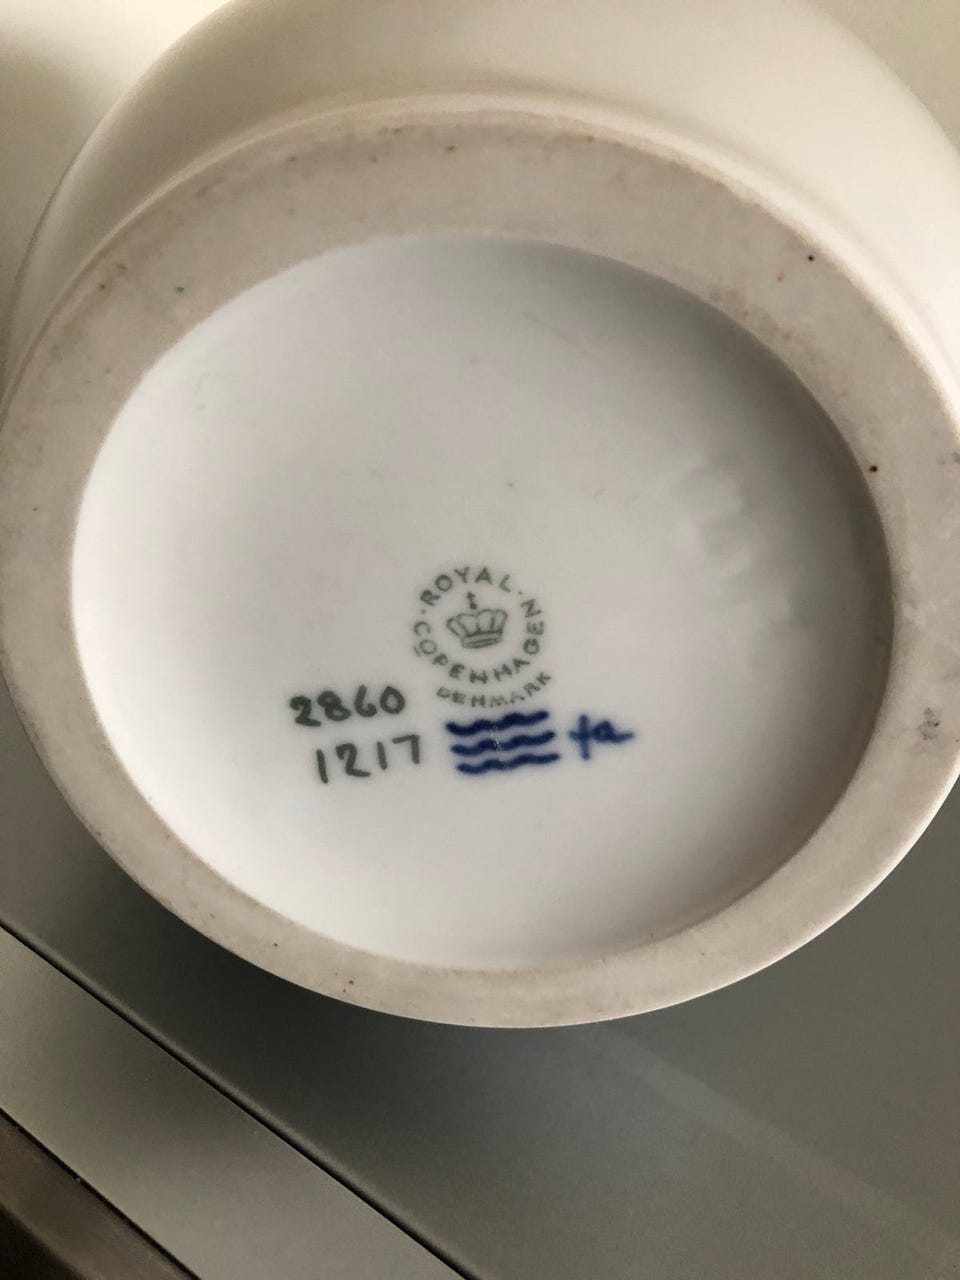 ROYAL
COPENHAGEN
DENMARK
2860
1217